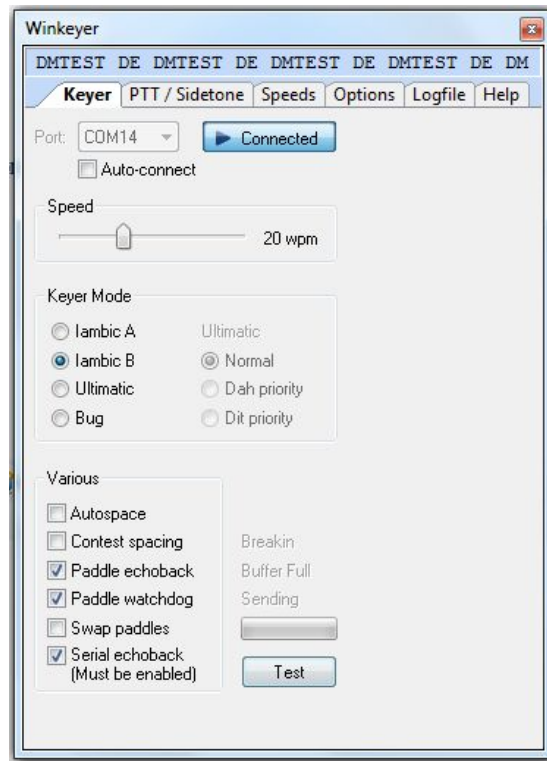 Winkeyer
DMTEST DE DMTEST DE DMTEST DE DMTEST DE DM
Keyer PTT / Sidetone Speeds Options Logfile Help
Port: COM14 Connected
Auto-connect
Speed
20 wpm
Keyer Mode
Iambic A Ultimatic
Iambic B Normal
Ultimatic Dah priority
Bug Dit priority
Various
Autospace
Contest spacing Breakin
Paddle echoback Buffer Full
Paddle watchdog Sending
Swap paddles
Serial echoback
(Must be enabled) Test